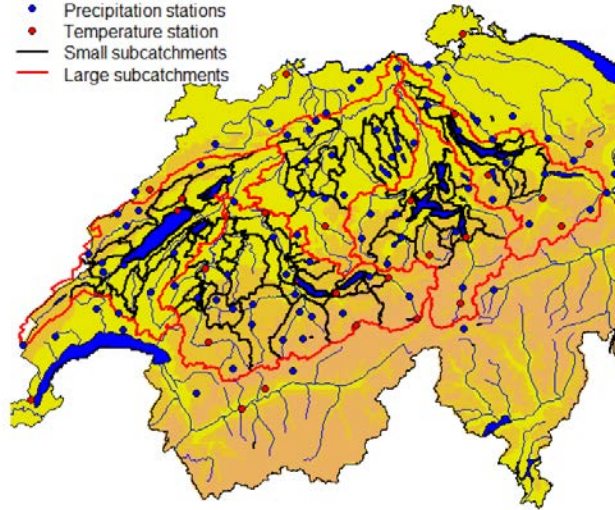 Precipitation stations
Temperature station
Small subcatchments
Large subcatchments